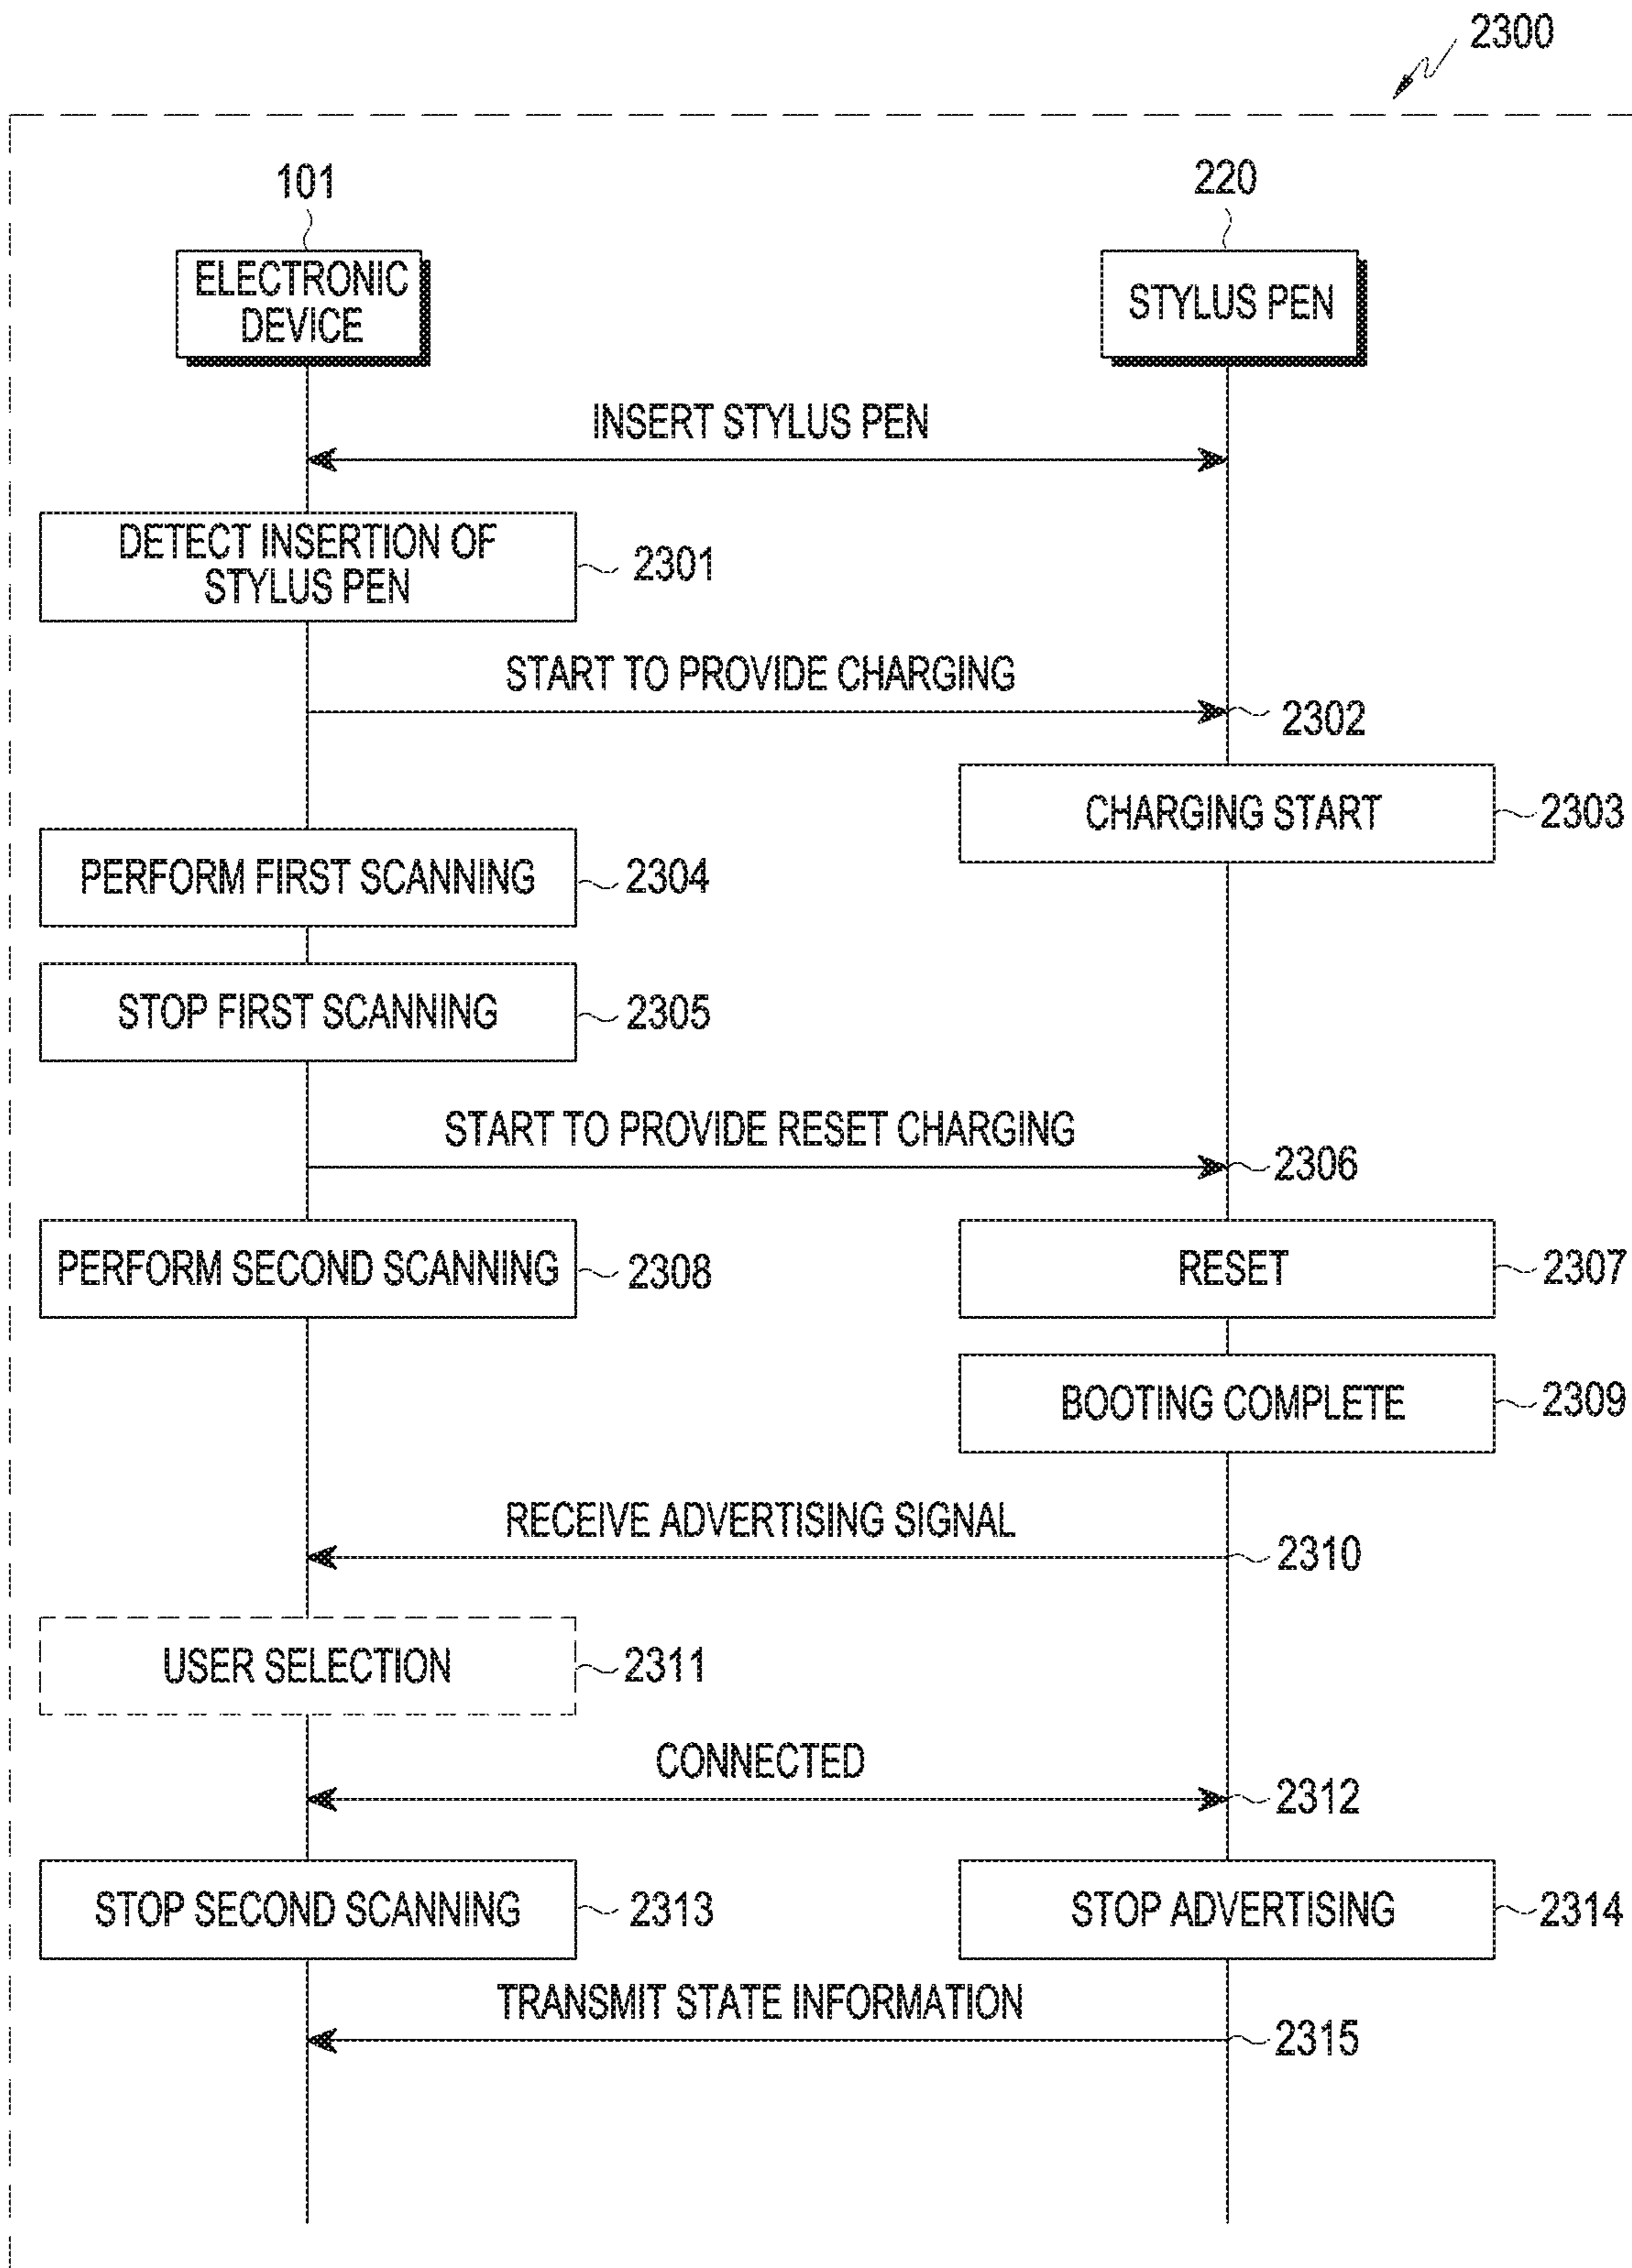 2300
101
220
ELECTRONIC
DEVICE
STYLUS PEN
INSERT STYLUS PEN
DETECT INSERTION OF
STYLUS PEN
2301
START TO PROVIDE CHARGING
2302
CHARGING START
2303
PERFORM FIRST SCANNING
2304
STOP FIRST SCANNING
2305
START TO PROVIDE RESET CHARGING
2306
PERFORM SECOND SCANNING
2308
RESET
2307
BOOTING COMPLETE
2309
RECEIVE ADVERTISING SIGNAL
2310
USER SELECTION
2311
CONNECTED
2312
STOP SECOND SCANNING
2313
STOP ADVERTISING
2314
TRANSMIT STATE INFORMATION
2315